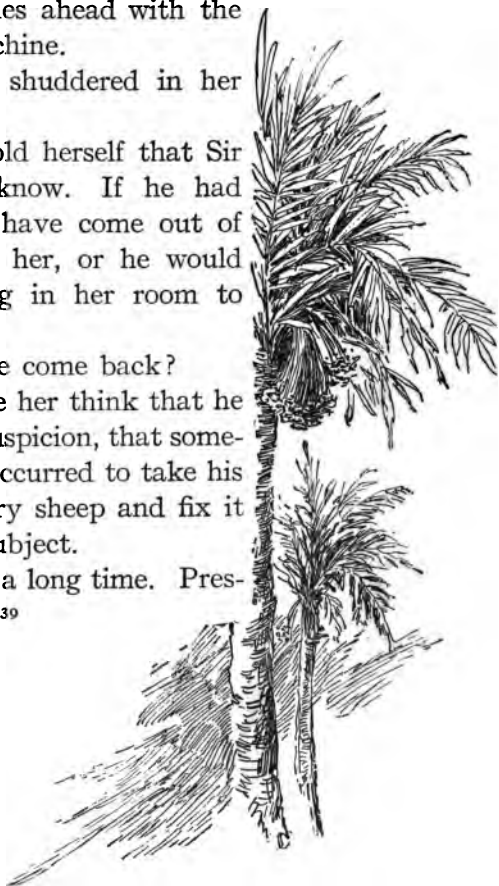 es ahead with the
chine.
shuddered in her
old herself that Sir
know. If he had
have come out of
her, or he would
g in her room to
e come back?
e her think that he
uspicion, that some-
ccurred to take his
ry sheep and fix it
ubject.
a long time. Pres-
39